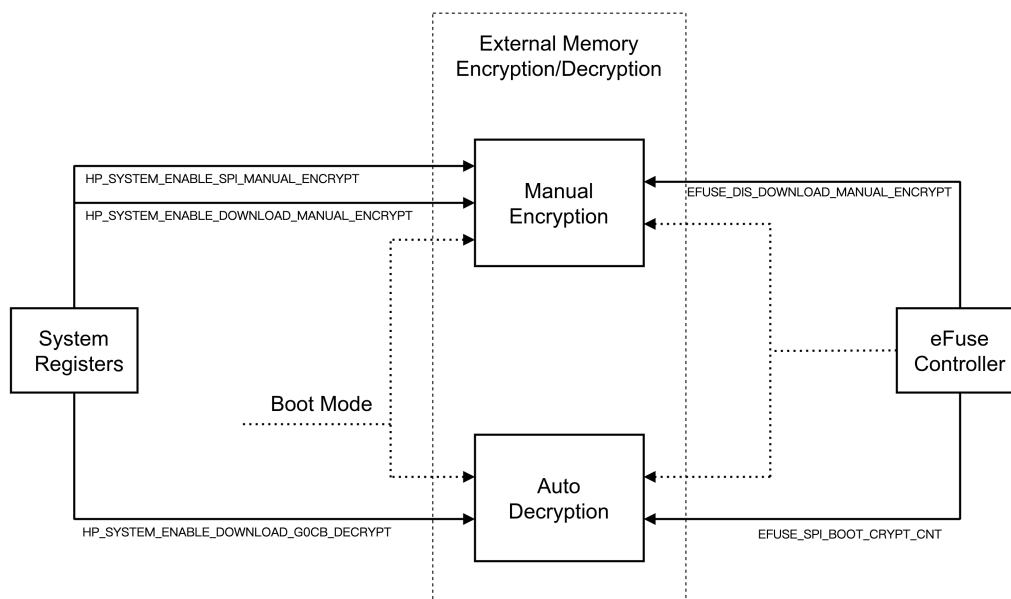 External Memory
Encryption/Decryption
HP_SYSTEM_ENABLE_SPI_MANUAL_ENCRYPT
HP_SYSTEM_ENABLE_DOWNLOAD_MANUAL_ENCRYPT
Manual
Encryption
EFUSE_DIS_DOWNLOAD_MANUAL_ENCRYPT
System
Registers
eFuse
Controller
Boot Mode
Auto
Decryption
HP_SYSTEM_ENABLE_DOWNLOAD_G0CB_DECRYPT
EFUSE_SPI_BOOT_CRYPT_CNT